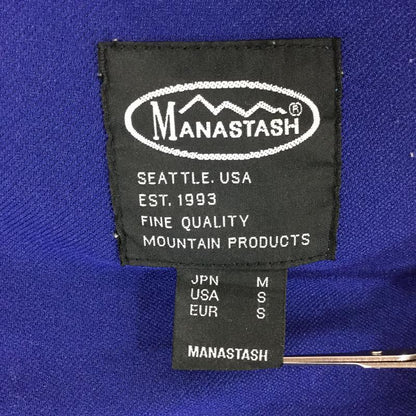 MANASTASH®
SEATTLE. USA
EST. 1993
FINE QUALITY
MOUNTAIN PRODUCTS
JPN M
USA S
EUR S
MANASTASH